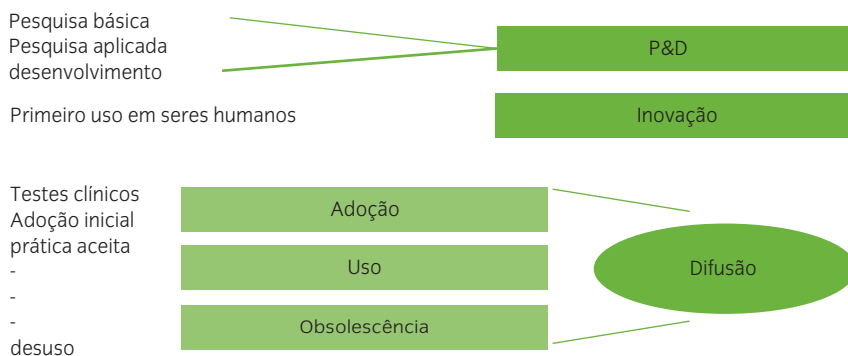 Pesquisa básica
Pesquisa aplicada
desenvolvimento
P&D
Primeiro uso em seres humanos
Inovação
Testes clínicos
Adoção inicial
prática aceita
-
-
-
desuso
Adoção
Uso
Obsolescência
Difusão